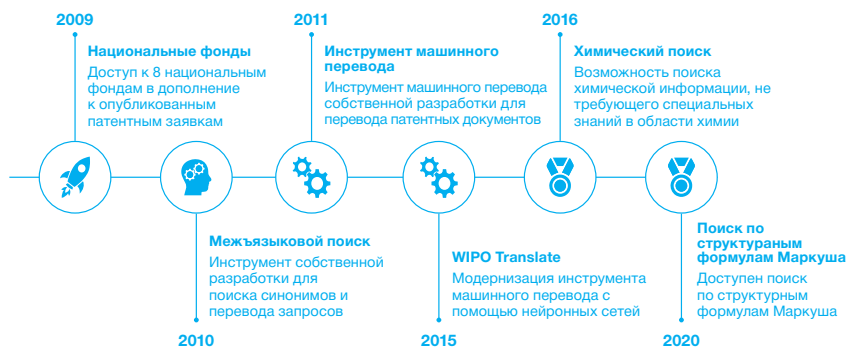 2009
Национальные фонды
Доступ к 8 национальным
фондам в дополнение
к опубликованным
патентным заявкам
2011
Инструмент машинного
перевода
Инструмент машинного перевода
собственной разработки для
перевода патентных документов
2016
Химический поиск
Возможность поиска
химической информации, не
требующего специальных
знаний в области химии
Межъязыковой поиск
Инструмент собственной
разработки для
поиска синонимов и
перевода запросов
2010
WIPO Translate
Модернизация инструмента
машинного перевода с
помощью нейронных сетей
2015
Поиск по
структураным
формулам Маркуша
Доступен поиск
по структурным
формулам Маркуша
2020